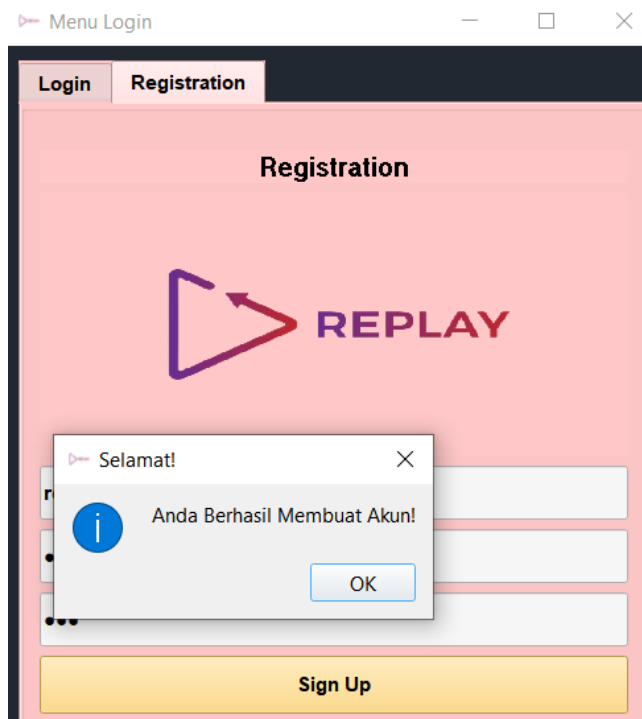 Menu Login
Login
Registration
Registration
REPLAY
Selamat!
Anda Berhasil Membuat Akun!
OK
•••
Sign Up